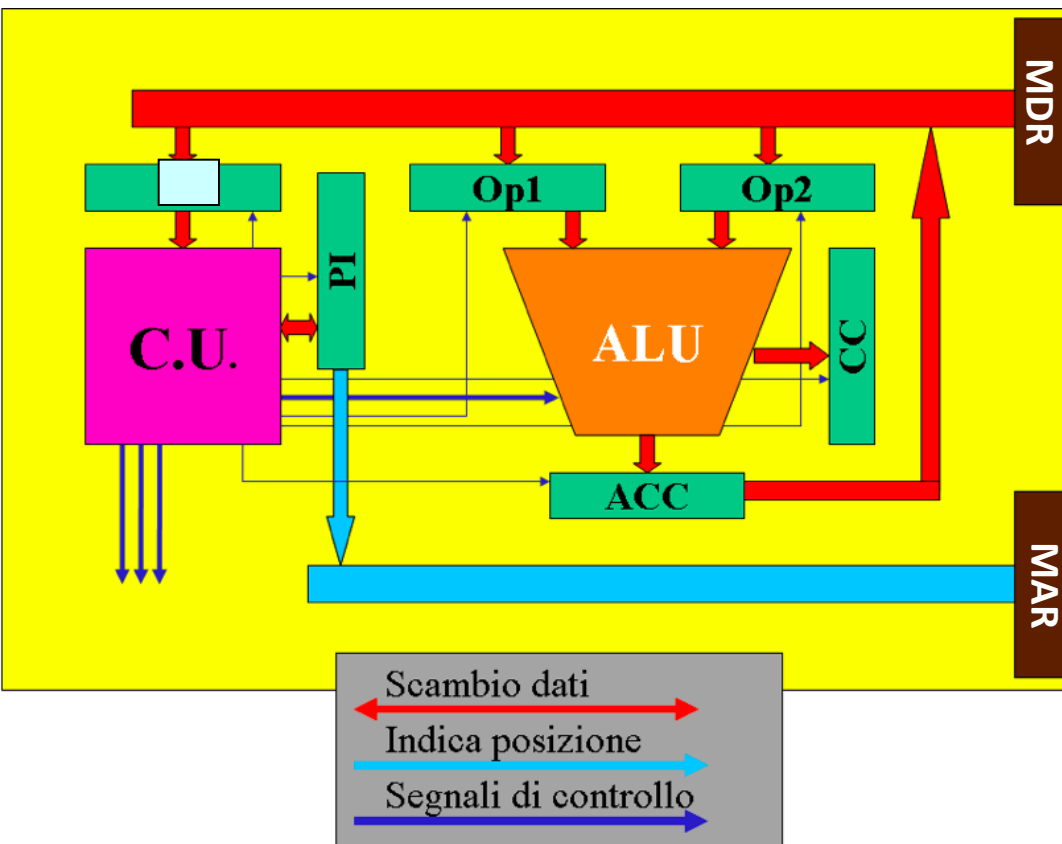 MDR
Op1
Op2
PI
C.U.
ALU
CC
ACC
MAR
Scambio dati
Indica posizione
Segnali di controllo